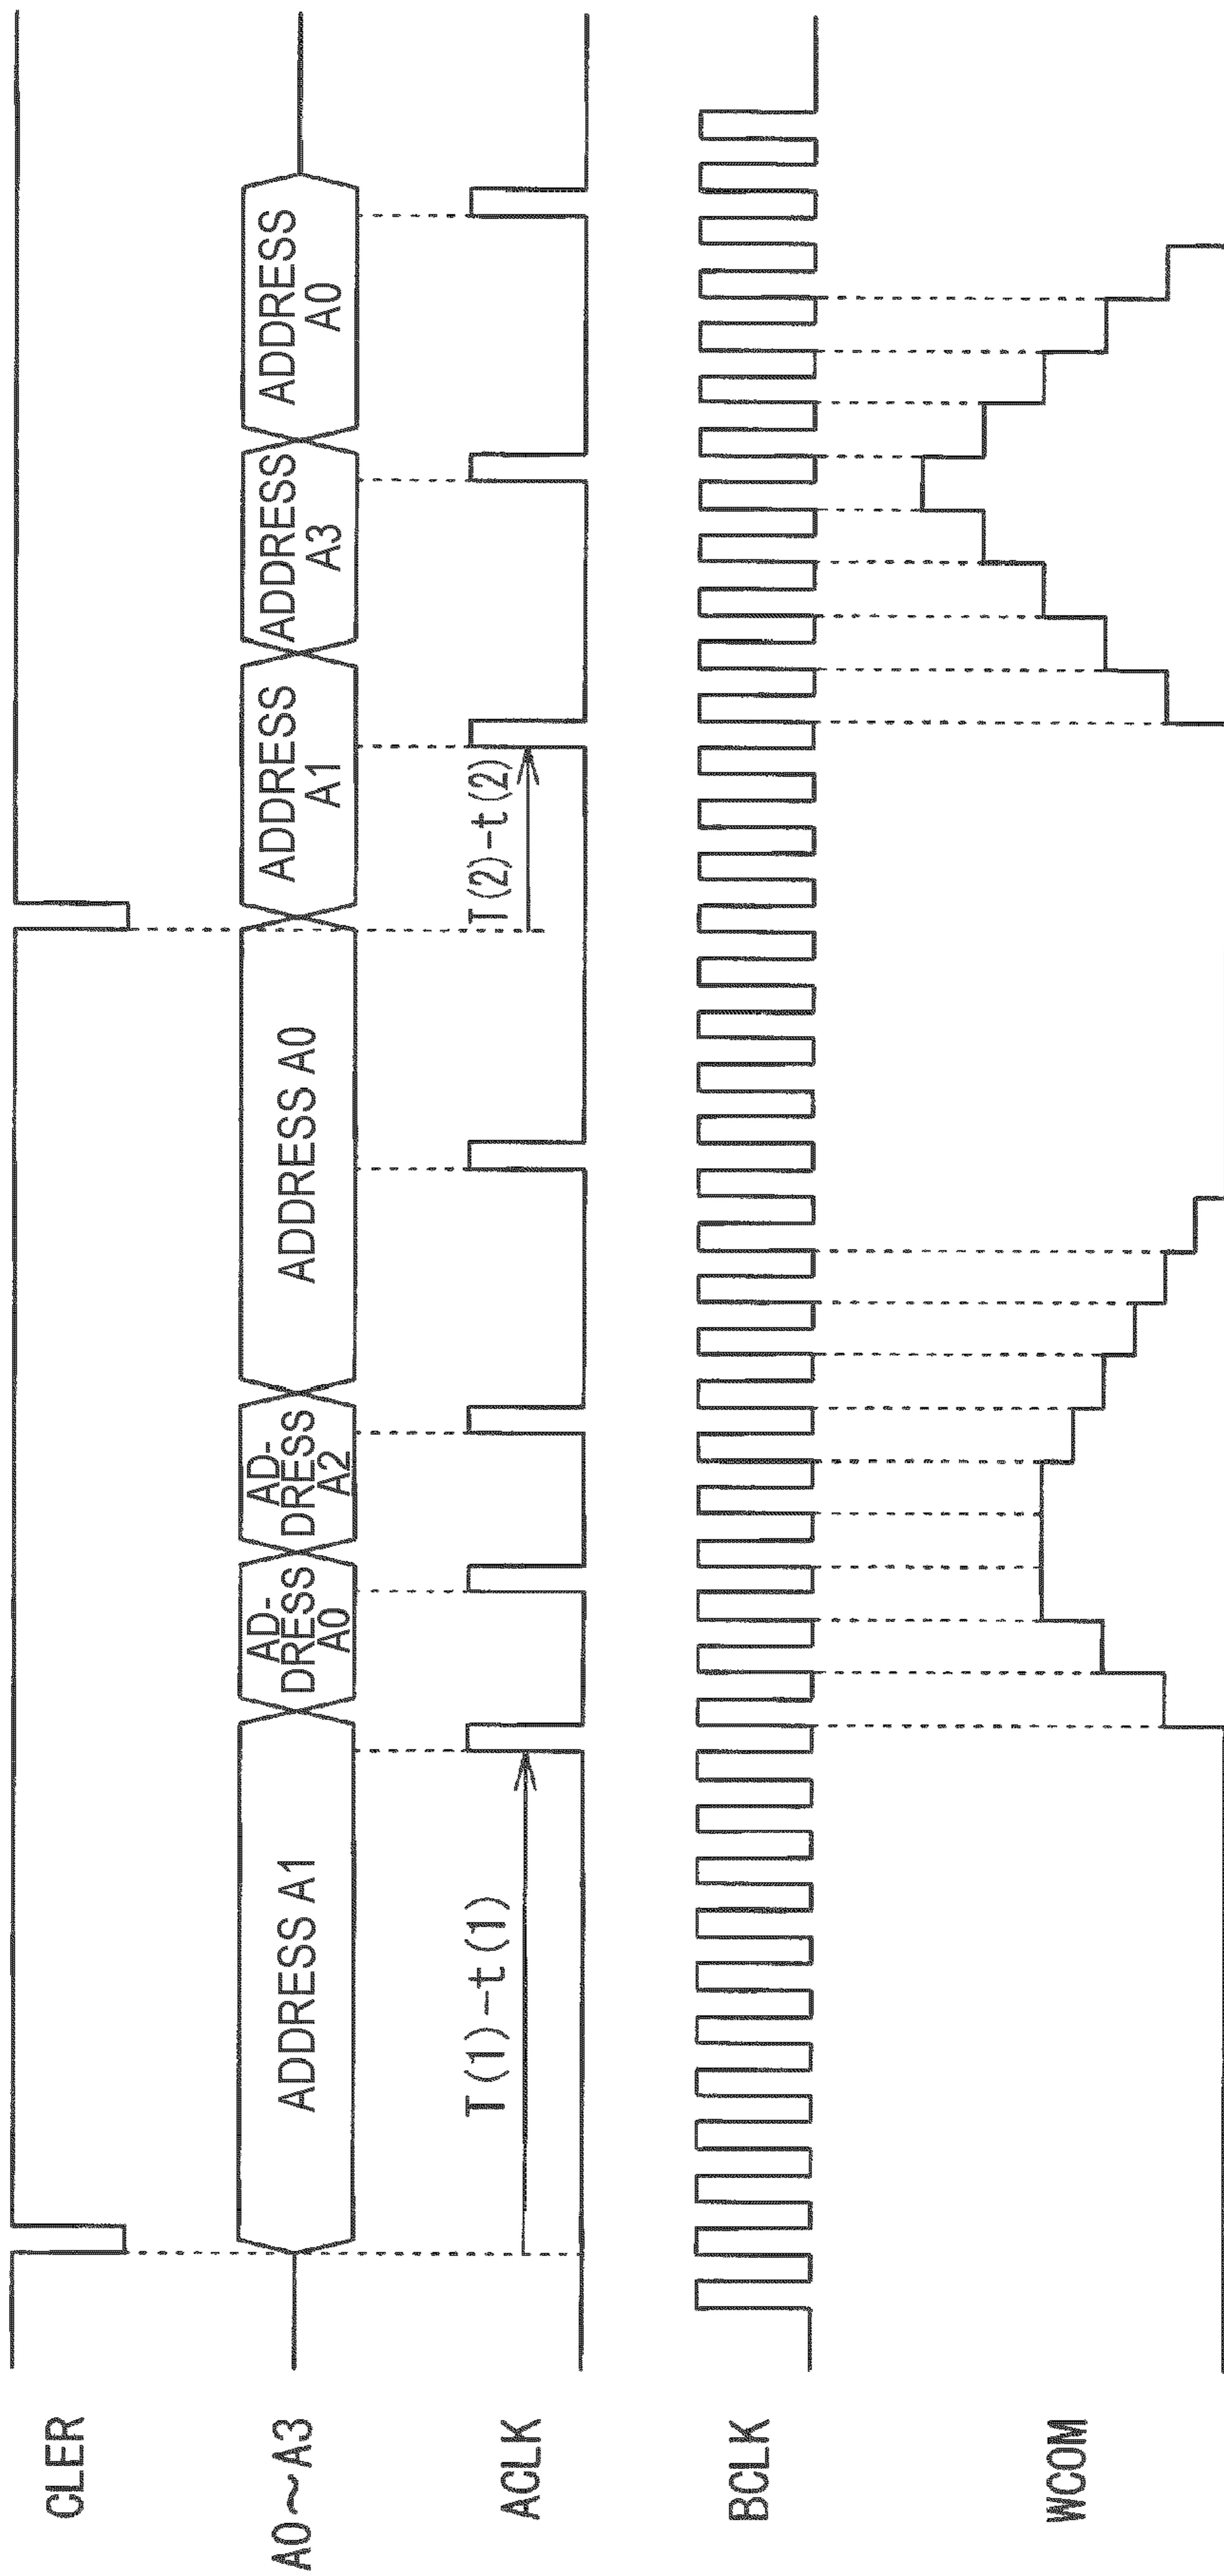 CLER
A0~A3
ADDRESS A1
AD-
DRESS
A0
AD-
DRESS
A2
ADDRESS A0
ADDRESS
A1
ADDRESS
A3
ADDRESS
A0
ACLK
T(1)-t(1)
T(2)-t(2)
BCLK
WCOM